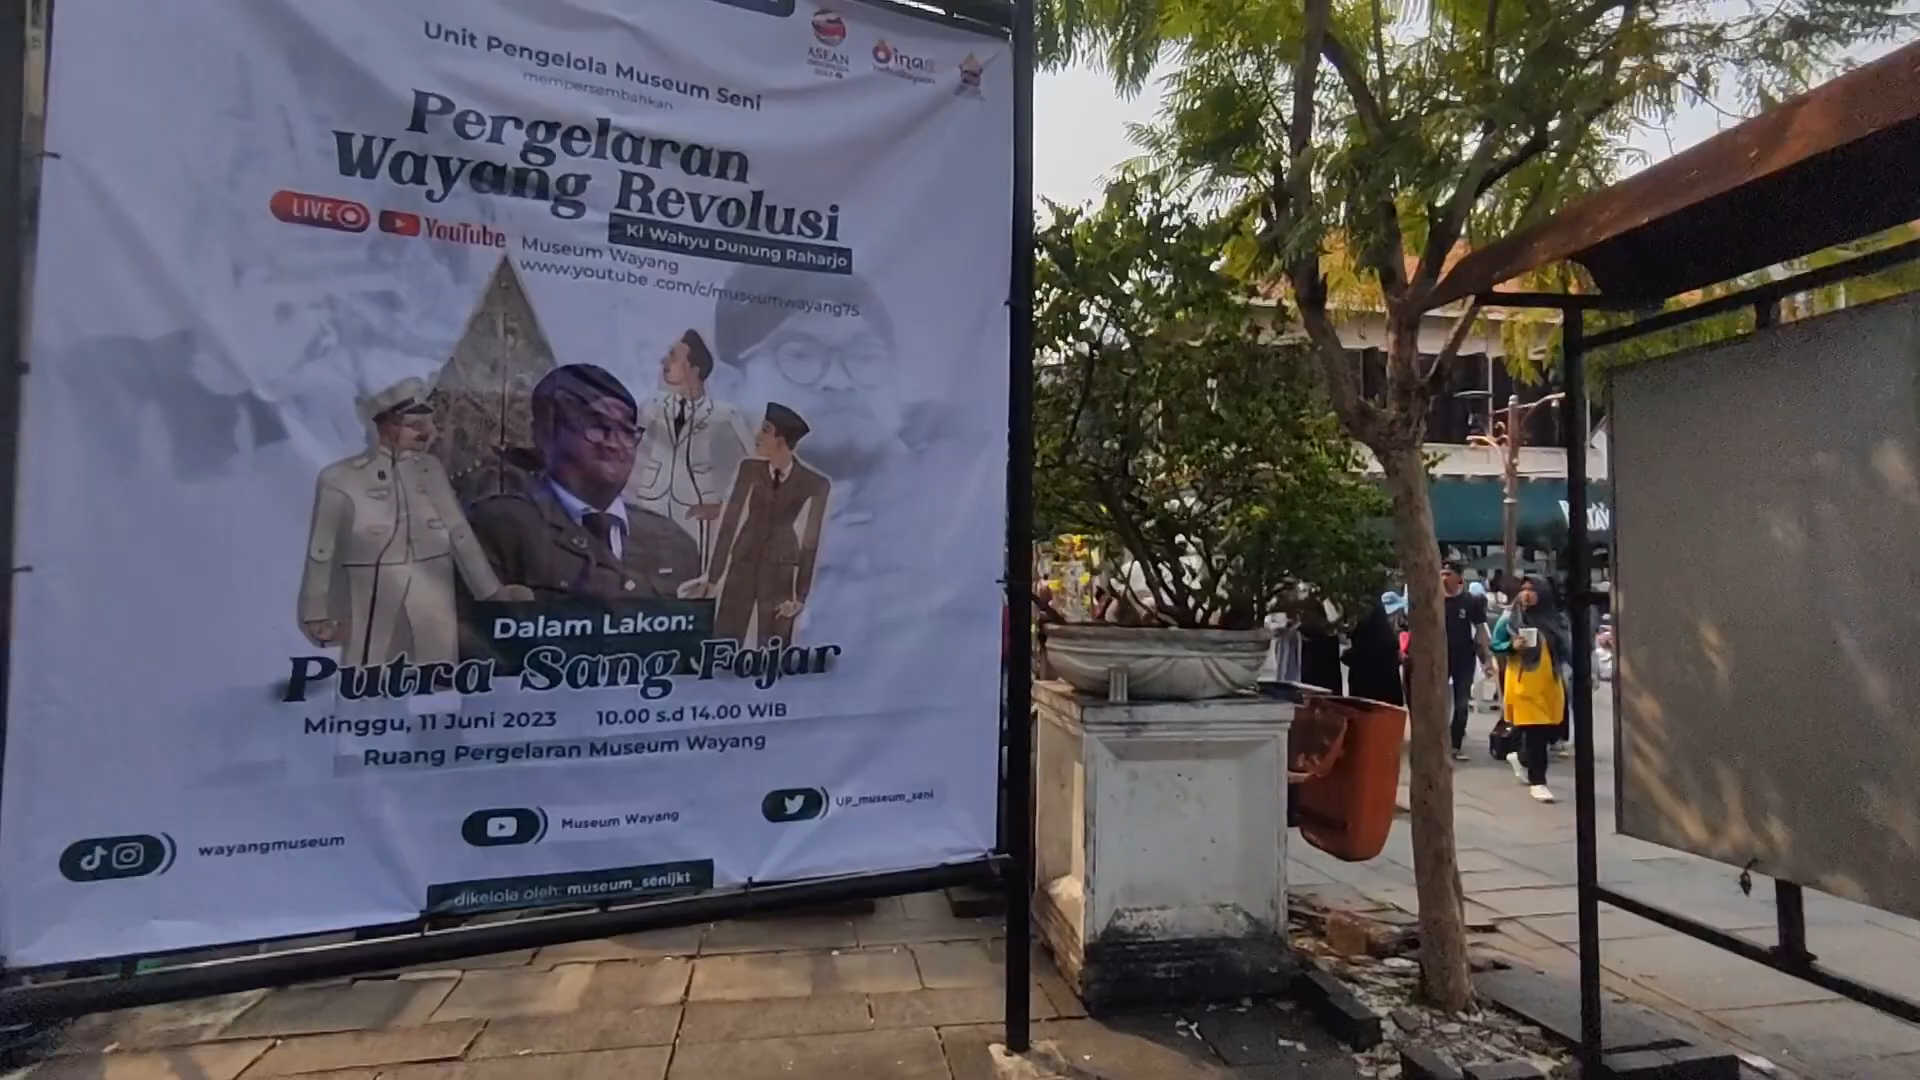 Unit Pengelola Museum Seni
mempersembahkan
ASEAN
Pergelaran
Wayang Revolusi
Ki Wahyu Dunung Raharjo
LIVE
YouTube
Museum Wayang
www.youtube .com/c/museumwayang75
Dalam Lakon:
Putra Sang Fajar
Minggu, 11 Juni 2023 10.00 s.d 14.00 WIB
Ruang Pergelaran Museum Wayang
wayangmuseum
Museum Wayang
UP_museum_seni
dikelola oleh: museum_senijkt